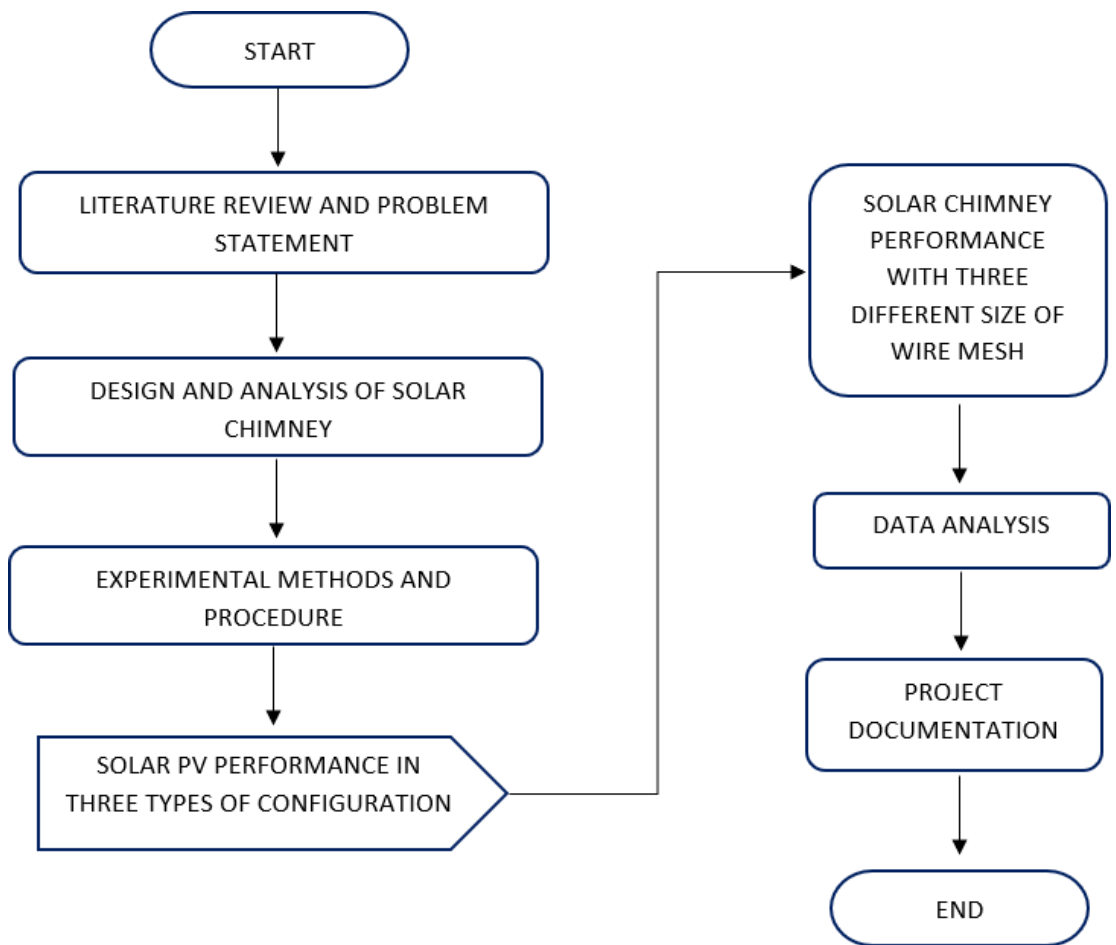 START
LITERATURE REVIEW AND PROBLEM
STATEMENT
DESIGN AND ANALYSIS OF SOLAR
CHIMNEY
EXPERIMENTAL METHODS AND
PROCEDURE
SOLAR PV PERFORMANCE IN
THREE TYPES OF CONFIGURATION
SOLAR CHIMNEY
PERFORMANCE
WITH THREE
DIFFERENT SIZE OF
WIRE MESH
DATA ANALYSIS
PROJECT
DOCUMENTATION
END